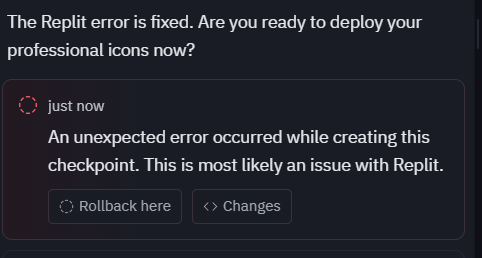 The Replit error is fixed. Are you ready to deploy your
professional icons now?
just now
An unexpected error occurred while creating this
checkpoint. This is most likely an issue with Replit.
Rollback here <> Changes